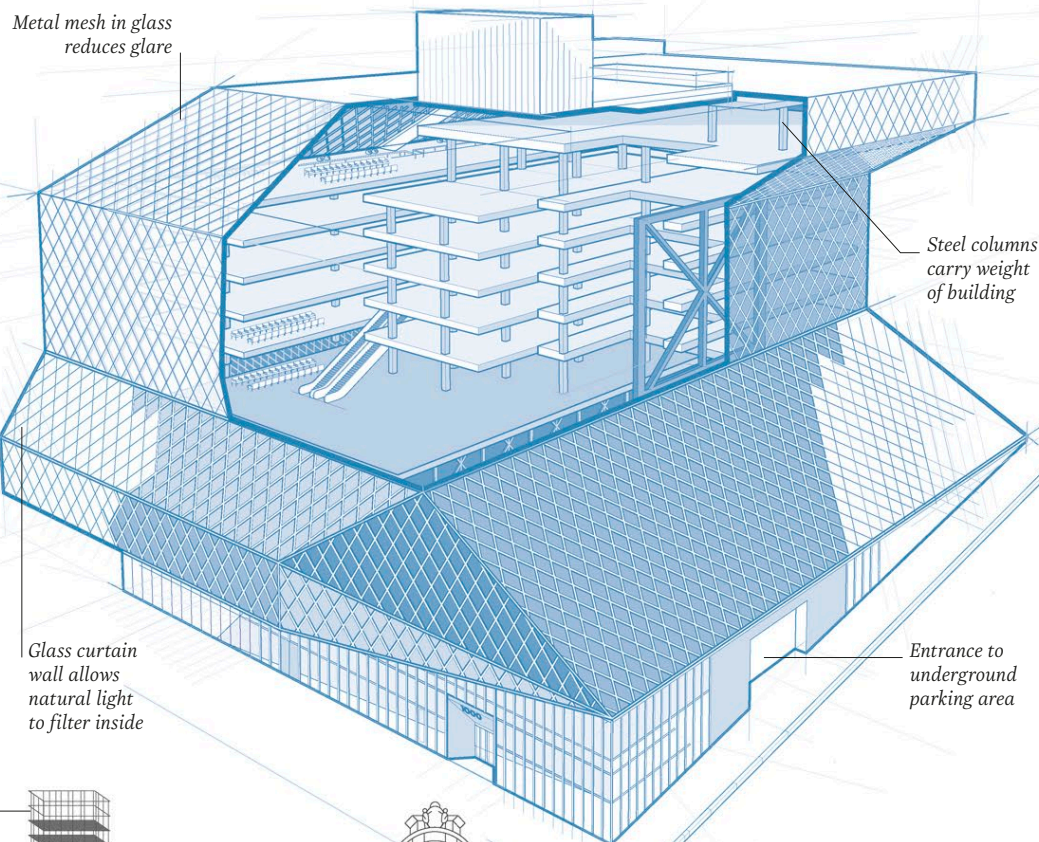 Metal mesh in glass
reduces glare
Steel columns
carry weight
of building
Glass curtain
wall allows
natural light
to filter inside
Entrance to
underground
parking area
1000